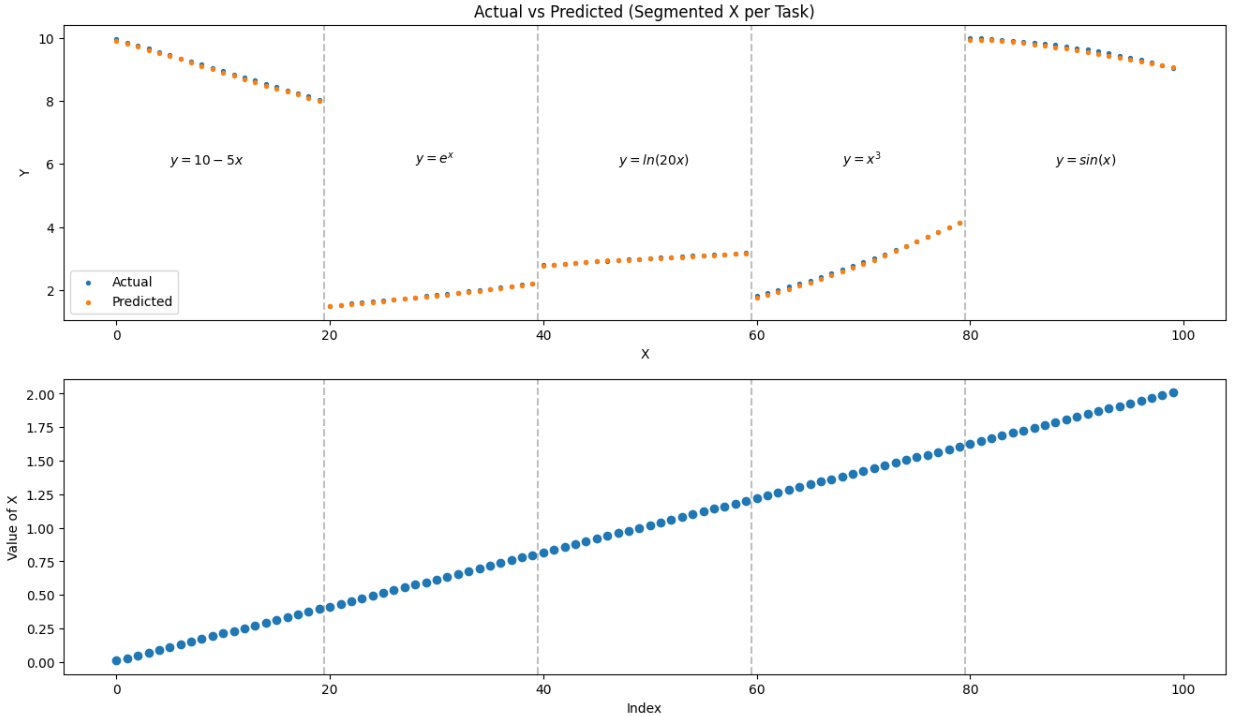 Actual vs Predicted (Segmented X per Task)
10
8
6
4
2
Y
y = 10 − 5x
y = eˣ
y = ln(20x)
y = x³
y = sin(x)
Actual
Predicted
0 20 40 60 80 100
X
2.00
1.75
1.50
1.25
1.00
0.75
0.50
0.25
0.00
Value of X
0 20 40 60 80 100
Index